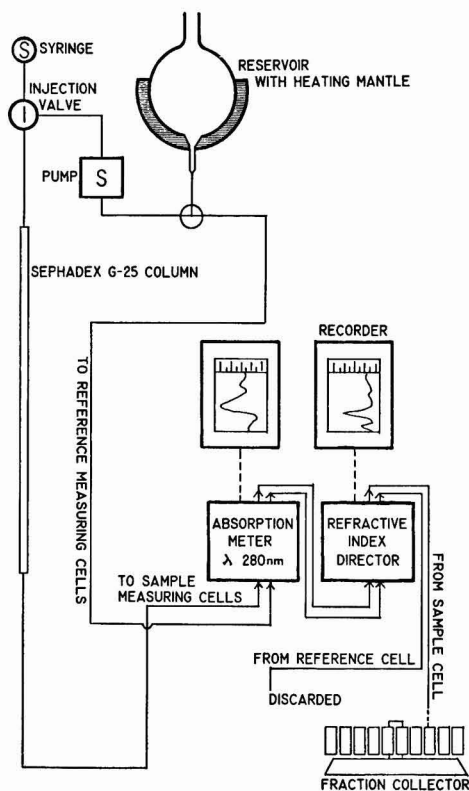 S SYRINGE
INJECTION
VALVE
I
RESERVOIR
WITH HEATING MANTLE
PUMP S
SEPHADEX G-25 COLUMN
TO REFERENCE MEASURING CELLS
RECORDER
ABSORPTION
METER
λ 280nm
REFRACTIVE
INDEX
DIRECTOR
TO SAMPLE
MEASURING CELLS
FROM SAMPLE CELL
FROM REFERENCE CELL
DISCARDED
FRACTION COLLECTOR